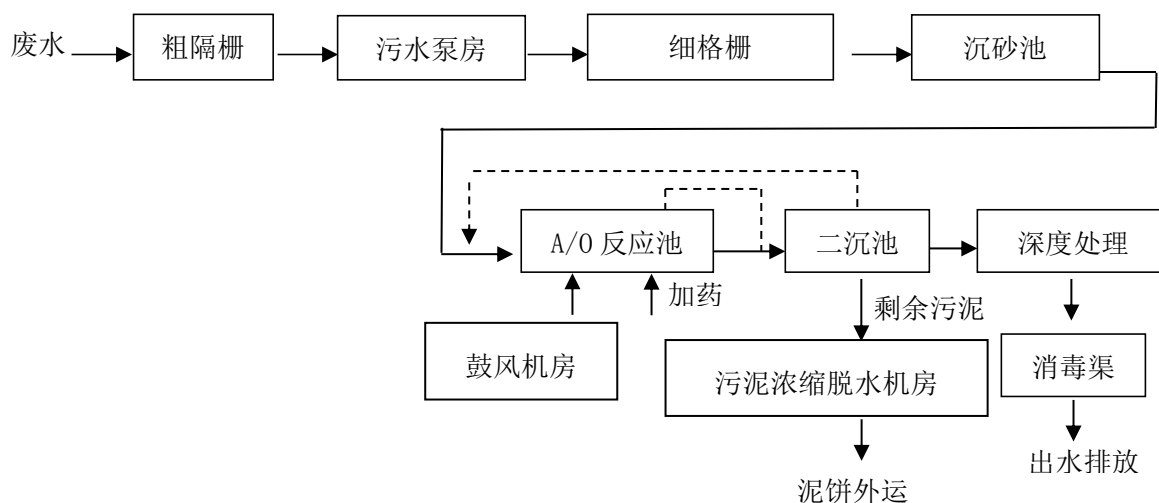 废水
粗隔栅
污水泵房
细格栅
沉砂池
A/O 反应池
二沉池
深度处理
加药
剩余污泥
鼓风机房
污泥浓缩脱水机房
消毒渠
出水排放
泥饼外运